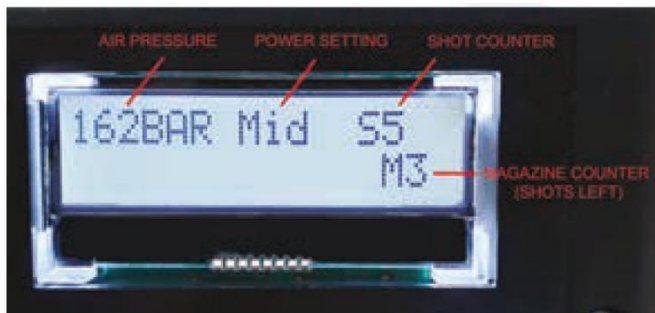 AIR PRESSURE POWER SETTING SHOT COUNTER
162BAR Mid S5
M3
MAGAZINE COUNTER
(SHOTS LEFT)